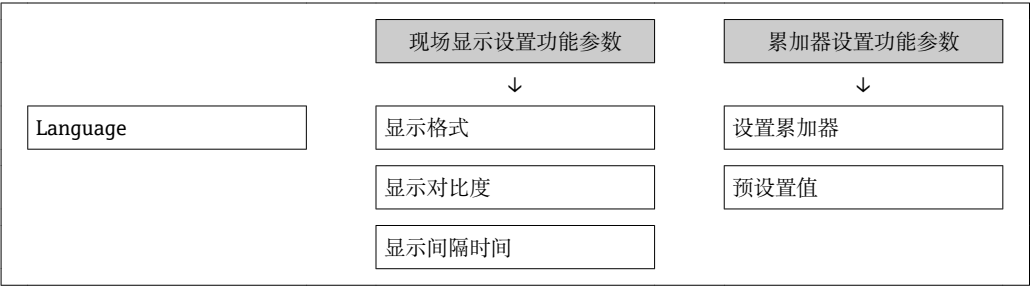 现场显示设置功能参数
累加器设置功能参数
↓
↓
Language
显示格式
设置累加器
显示对比度
预设置值
显示间隔时间